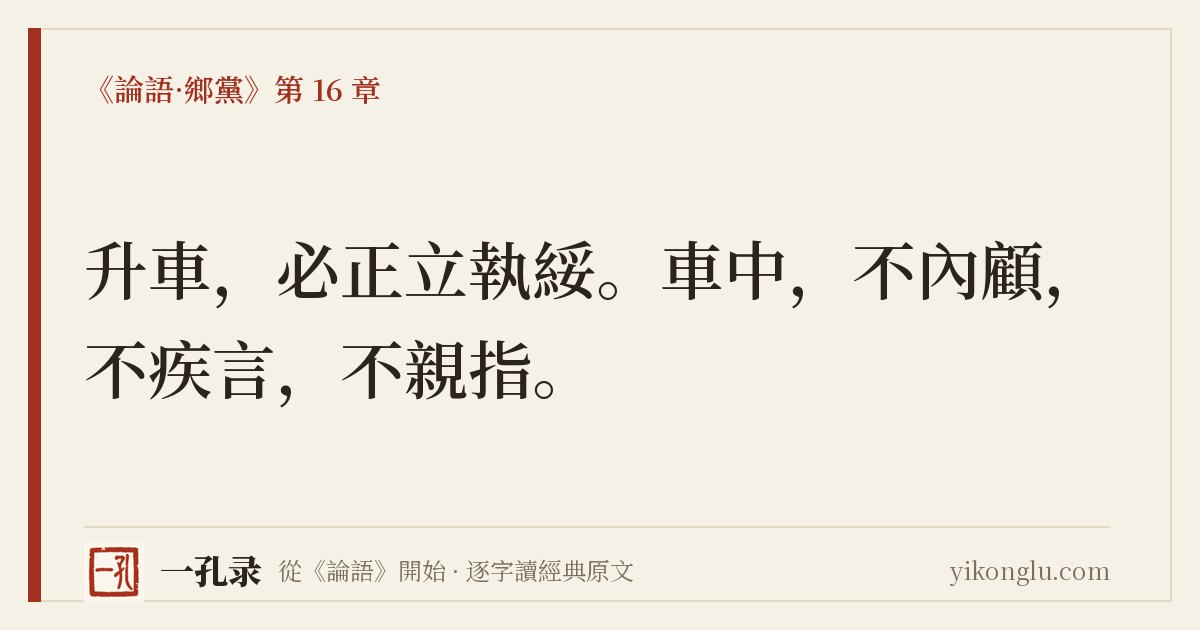 《論語·鄉黨》第 16 章
升車，必正立執綏。車中，不內顧，
不疾言，不親指。
一孔
一孔录
從《論語》開始 · 逐字讀經典原文
yikonglu.com